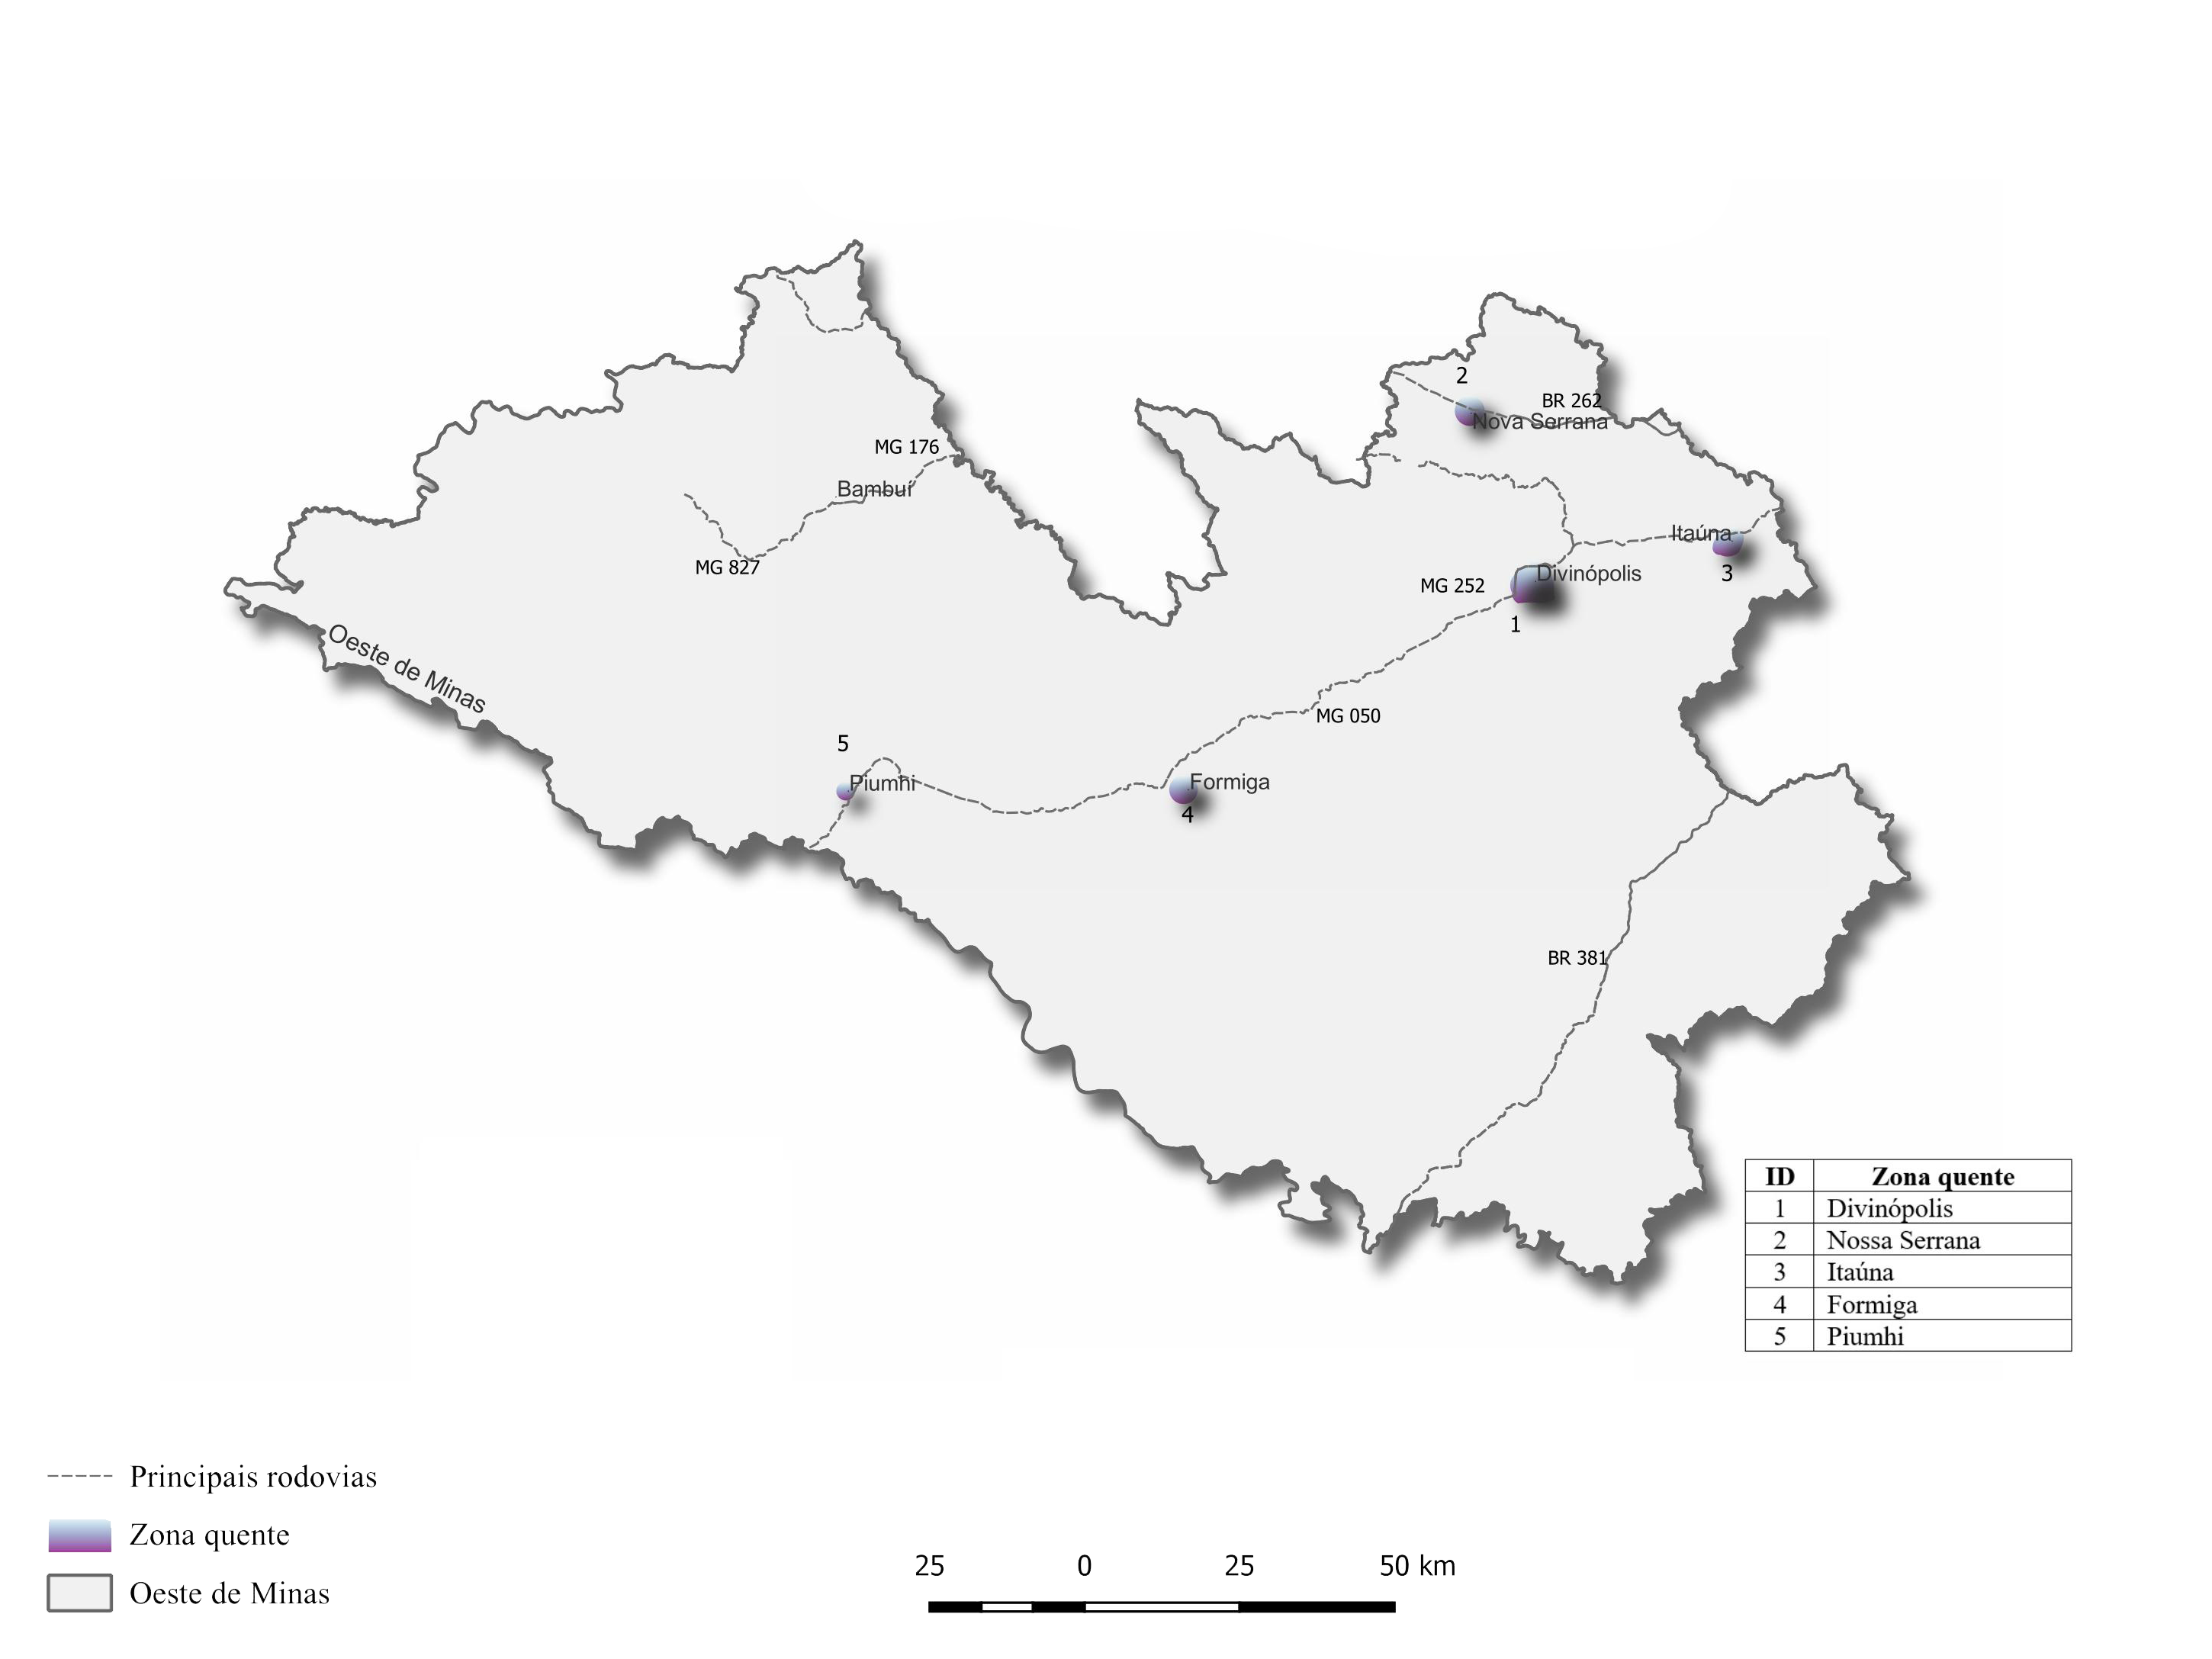 2
BR 262
Nova Serrana
MG 176
Bambuí
Itaúna
MG 827
3
Divinópolis
MG 252
1
Oeste de Minas
MG 050
5
Piumhi
Formiga
4
BR 381
ID Zona quente
1 Divinópolis
2 Nossa Serrana
3 Itaúna
4 Formiga
5 Piumhi
Principais rodovias
Zona quente
Oeste de Minas
25 0 25 50 km